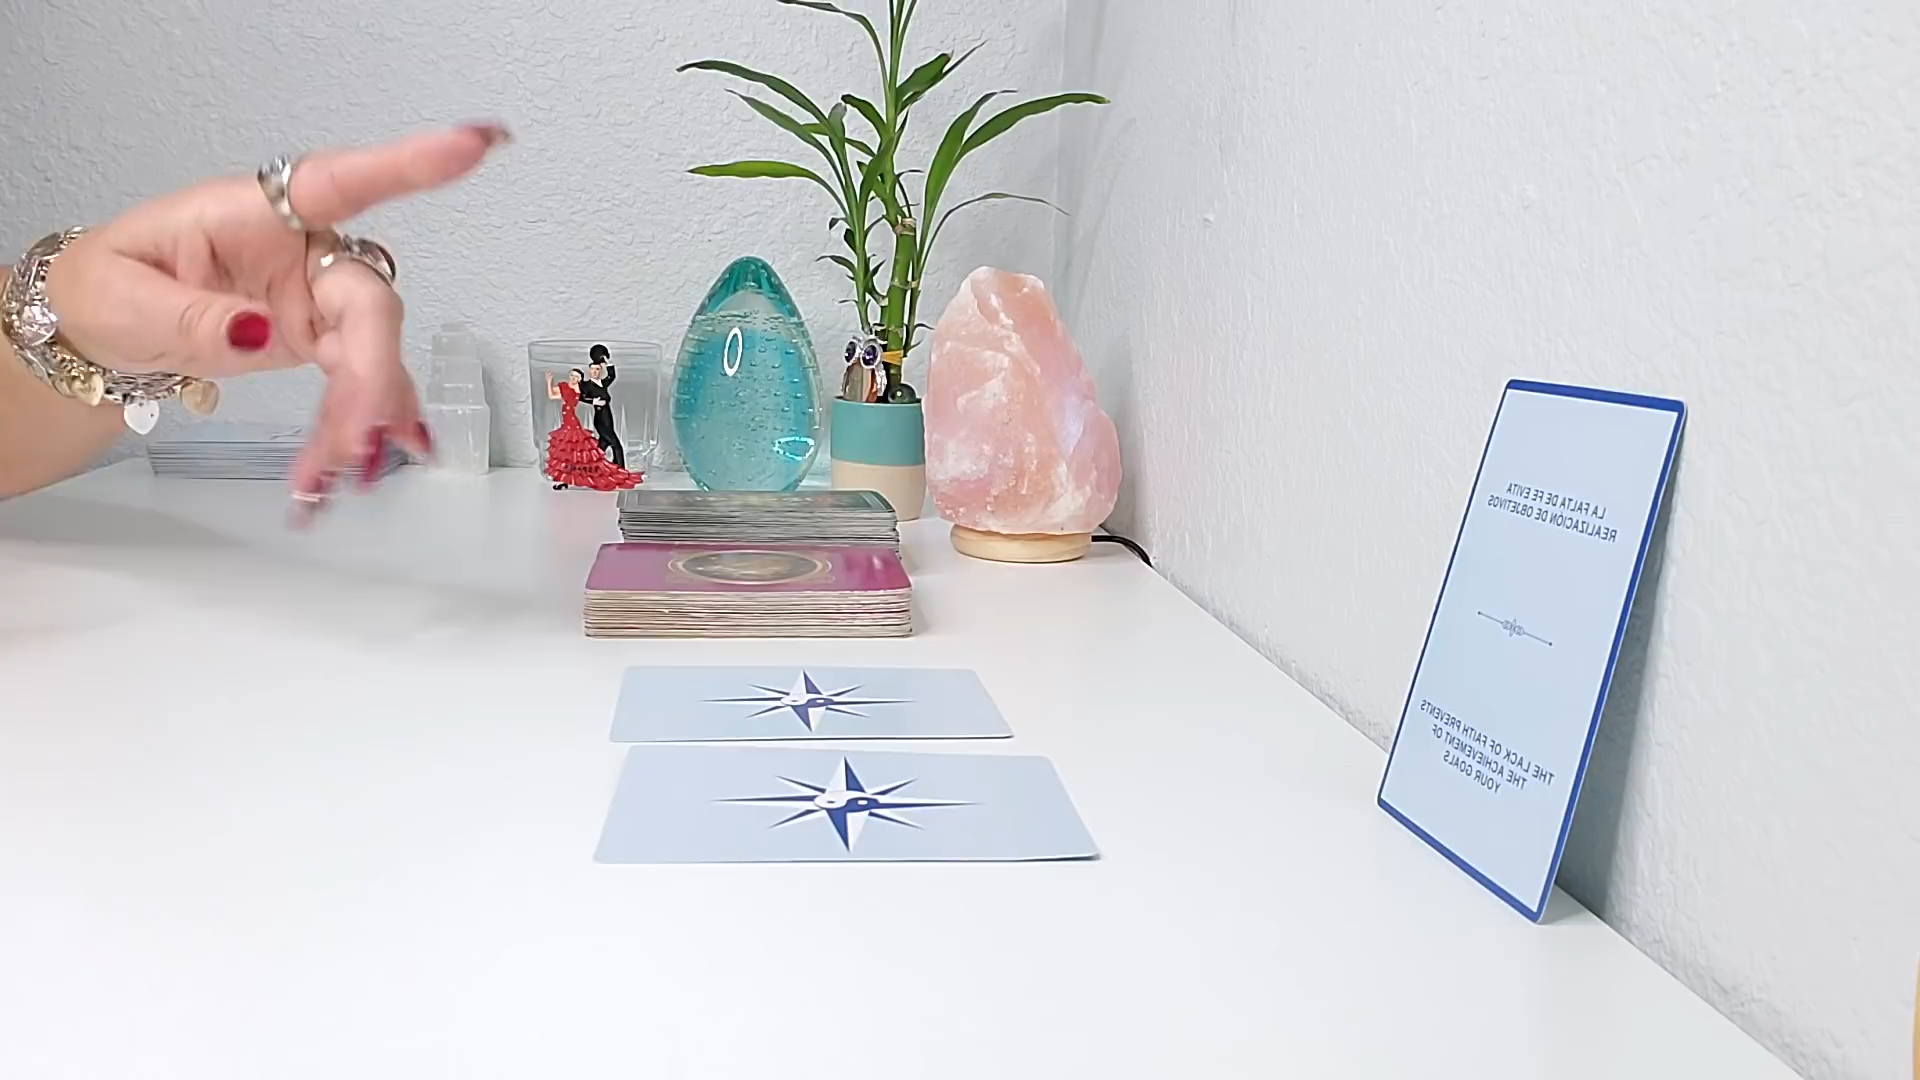 LA FALTA DE FE EVITA
REALIZACIÓN DE OBJETIVOS
THE LACK OF FAITH PREVENTS
THE ACHIEVEMENT OF
YOUR GOALS